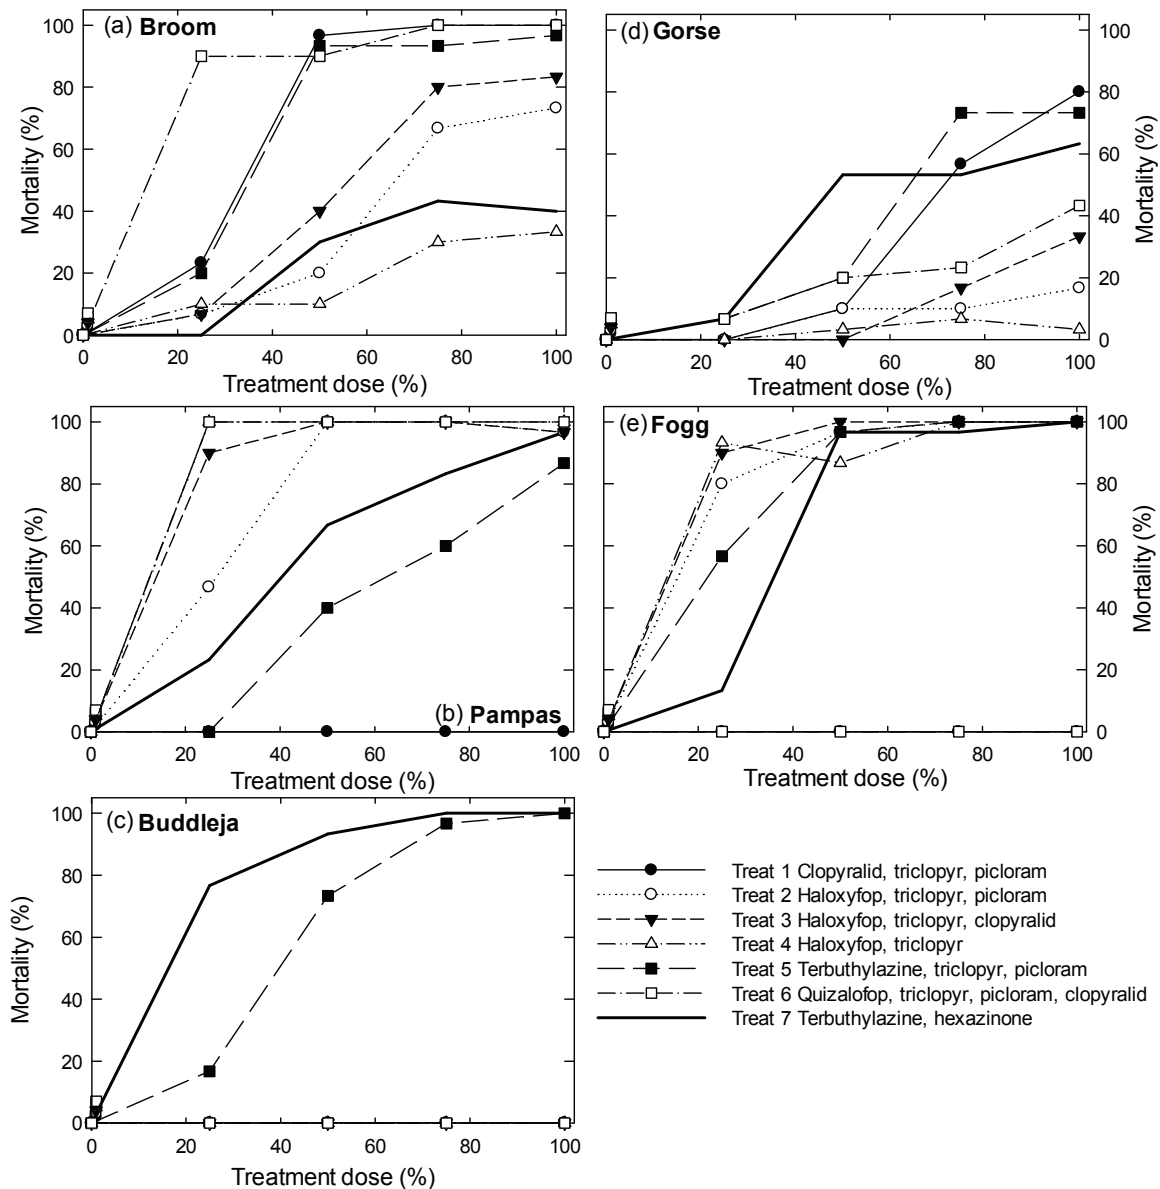 (a) Broom
100
80
60
40
20
0
Mortality (%)
0 20 40 60 80 100
Treatment dose (%)
(d) Gorse
100
80
60
40
20
0
Mortality (%)
0 20 40 60 80 100
Treatment dose (%)
100
80
60
40
20
0
Mortality (%)
(b) Pampas
0 20 40 60 80 100
Treatment dose (%)
(e) Fogg
100
80
60
40
20
0
Mortality (%)
0 20 40 60 80 100
Treatment dose (%)
(c) Buddleja
100
80
60
40
20
0
Mortality (%)
0 20 40 60 80 100
Treatment dose (%)
Treat 1 Clopyralid, triclopyr, picloram
Treat 2 Haloxyfop, triclopyr, picloram
Treat 3 Haloxyfop, triclopyr, clopyralid
Treat 4 Haloxyfop, triclopyr
Treat 5 Terbuthylazine, triclopyr, picloram
Treat 6 Quizalofop, triclopyr, picloram, clopyralid
Treat 7 Terbuthylazine, hexazinone